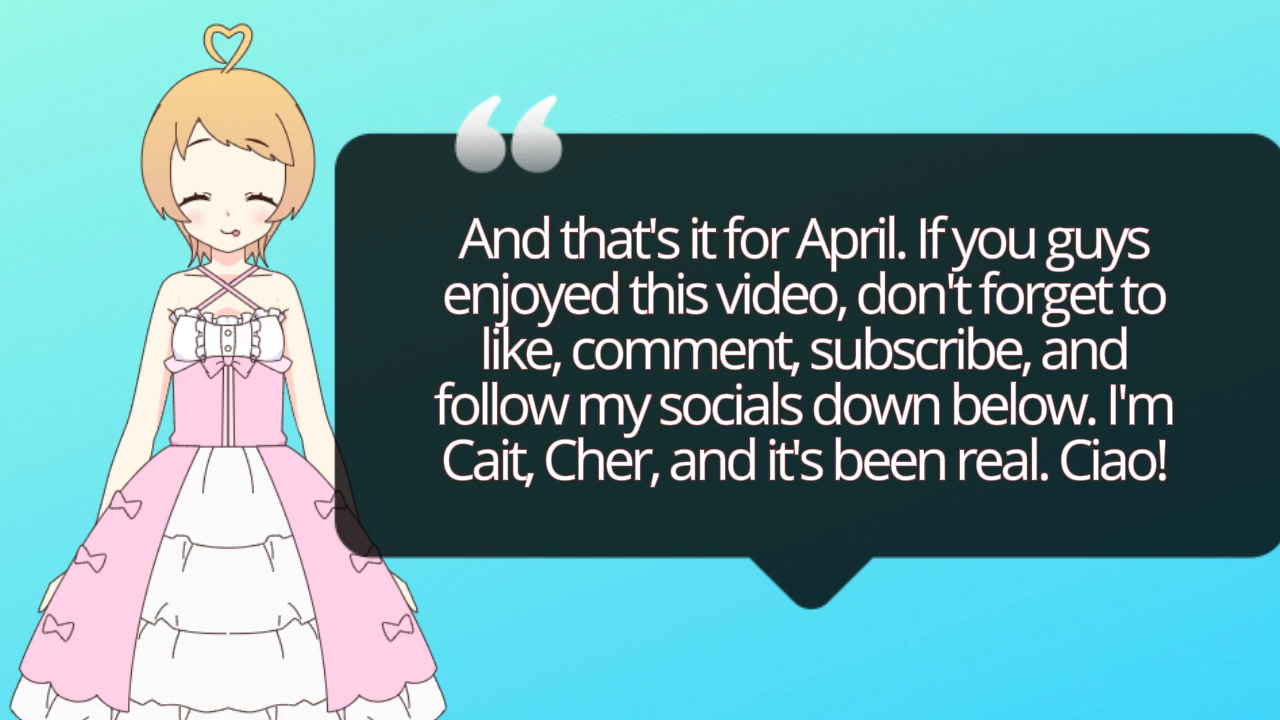 And that's it for April. If you guys
enjoyed this video, don't forget to
like, comment, subscribe, and
follow my socials down below. I'm
Cait, Cher, and it's been real. Ciao!